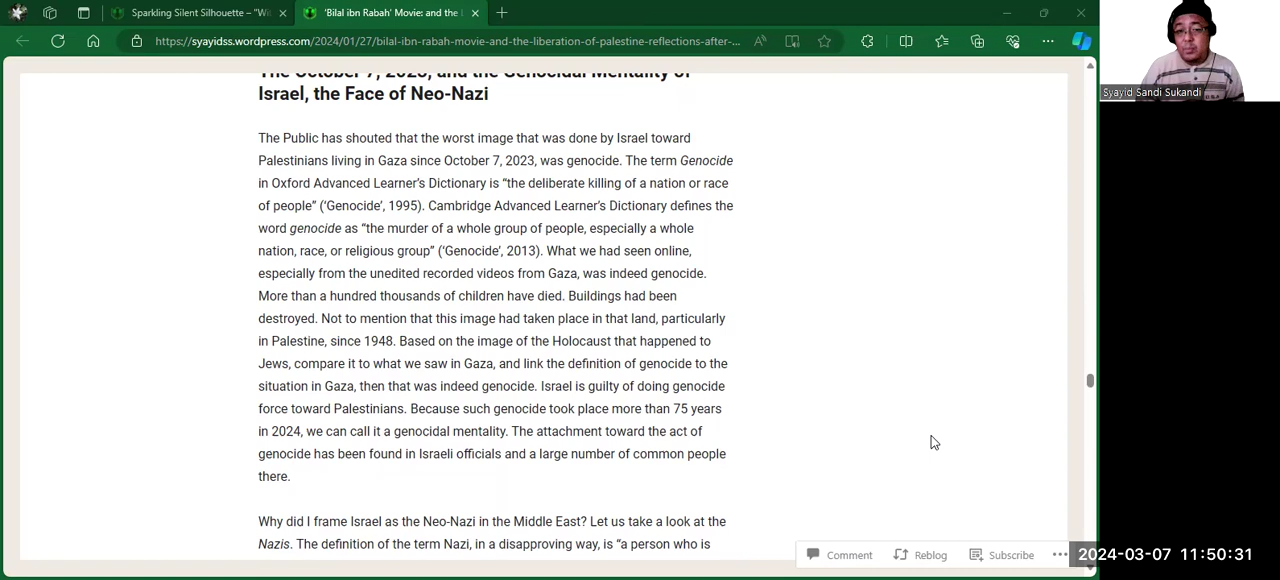 Sparkling Silent Silhouette – "Wi
'Bilal ibn Rabah' Movie: and the L
https://syayidss.wordpress.com/2024/01/27/bilal-ibn-rabah-movie-and-the-liberation-of-palestine-reflections-after-...
Syayid Sandi Sukandi
The October 7, 2023, and the Genocidal Mentality of
Israel, the Face of Neo-Nazi
The Public has shouted that the worst image that was done by Israel toward
Palestinians living in Gaza since October 7, 2023, was genocide. The term Genocide
in Oxford Advanced Learner's Dictionary is “the deliberate killing of a nation or race
of people” (‘Genocide’, 1995). Cambridge Advanced Learner's Dictionary defines the
word genocide as “the murder of a whole group of people, especially a whole
nation, race, or religious group” (‘Genocide’, 2013). What we had seen online,
especially from the unedited recorded videos from Gaza, was indeed genocide.
More than a hundred thousands of children have died. Buildings had been
destroyed. Not to mention that this image had taken place in that land, particularly
in Palestine, since 1948. Based on the image of the Holocaust that happened to
Jews, compare it to what we saw in Gaza, and link the definition of genocide to the
situation in Gaza, then that was indeed genocide. Israel is guilty of doing genocide
force toward Palestinians. Because such genocide took place more than 75 years
in 2024, we can call it a genocidal mentality. The attachment toward the act of
genocide has been found in Israeli officials and a large number of common people
there.
Why did I frame Israel as the Neo-Nazi in the Middle East? Let us take a look at the
Nazis. The definition of the term Nazi, in a disapproving way, is “a person who is
Comment Reblog Subscribe
2024-03-07 11:50:31